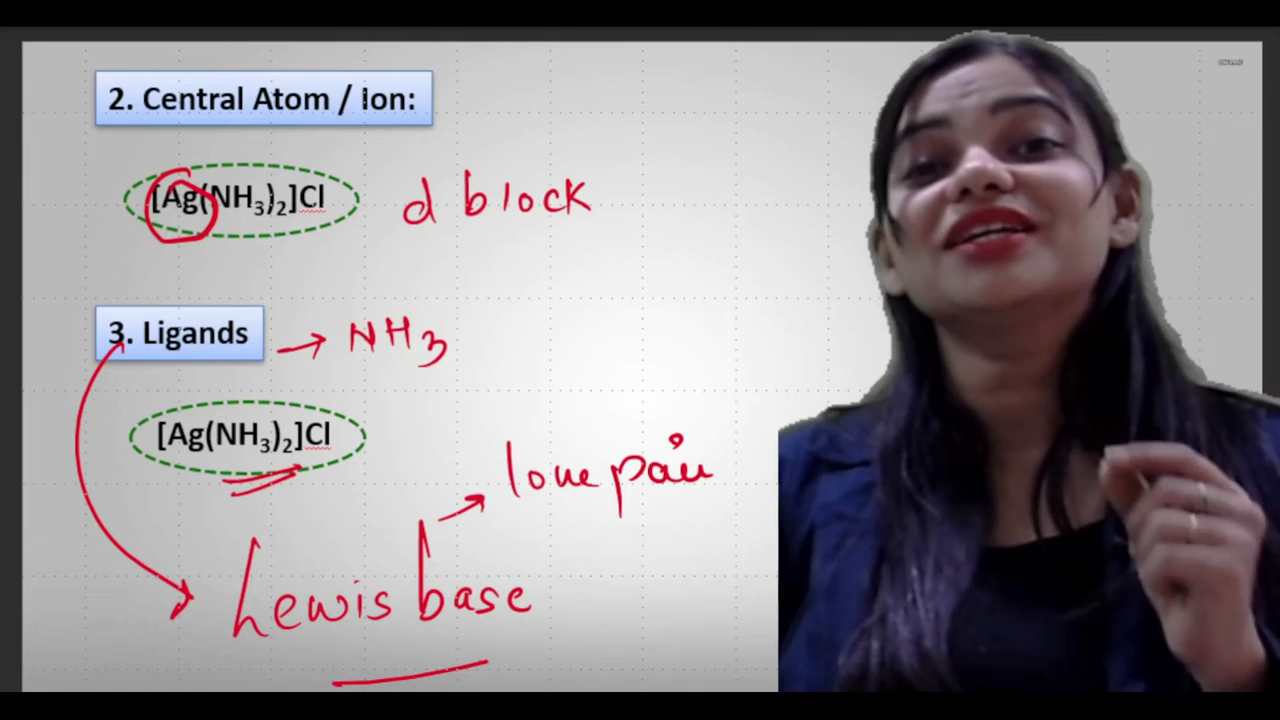 2. Central Atom / Ion:
[Ag(NH₃)₂]Cl
d block
3. Ligands → NH₃
[Ag(NH₃)₂]Cl
lone pair
Lewis base